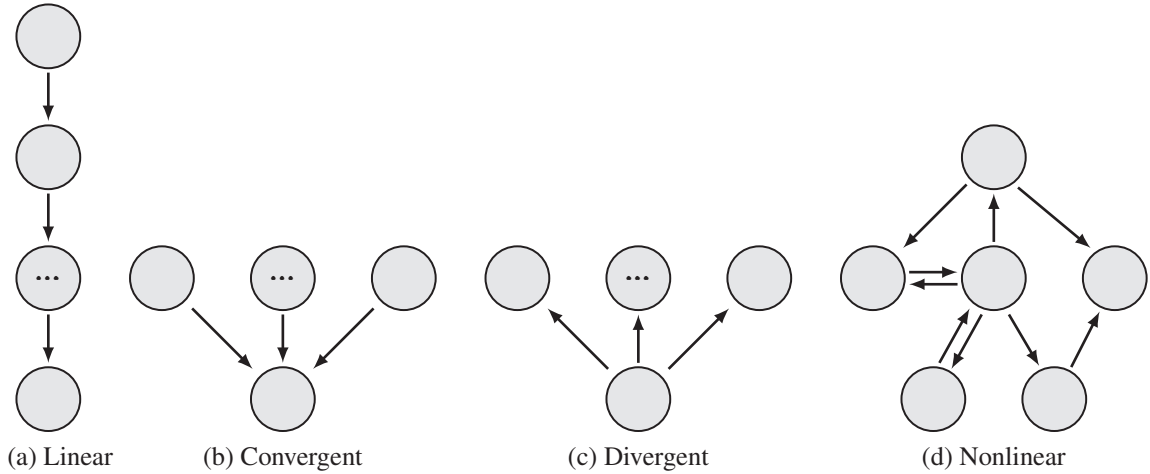 ...
...
...
(a) Linear
(b) Convergent
(c) Divergent
(d) Nonlinear